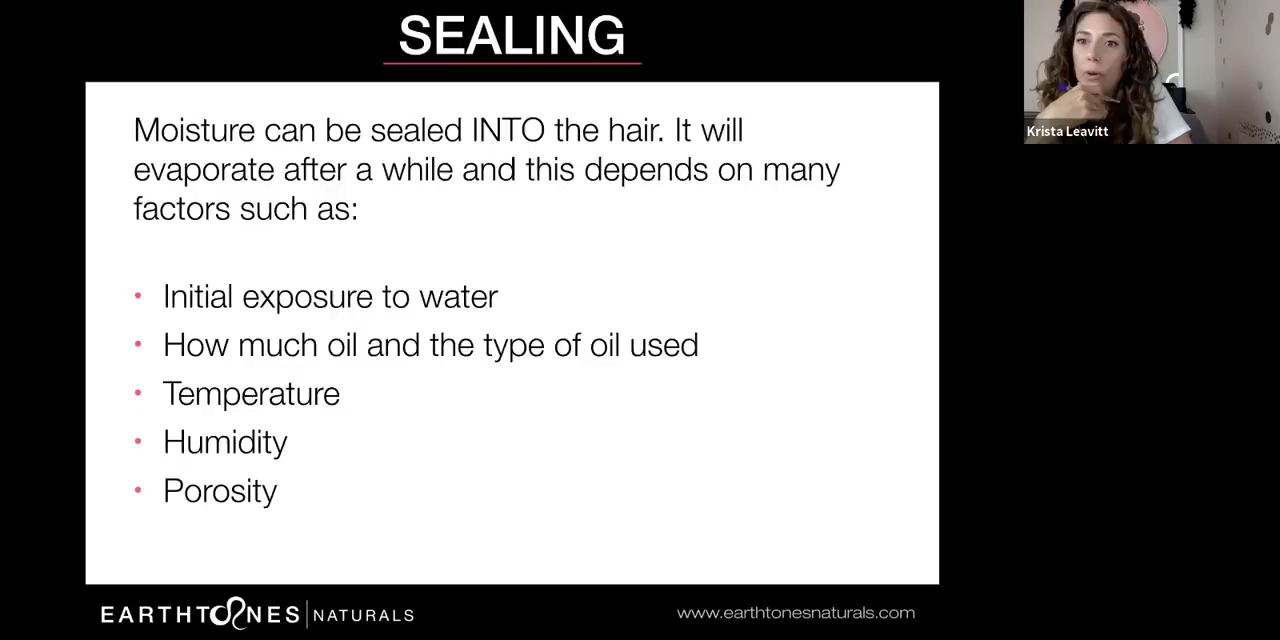 SEALING
Krista Leavitt
Moisture can be sealed INTO the hair. It will
evaporate after a while and this depends on many
factors such as:
• Initial exposure to water
• How much oil and the type of oil used
• Temperature
• Humidity
• Porosity
EARTHTONES NATURALS
www.earthtonesnaturals.com